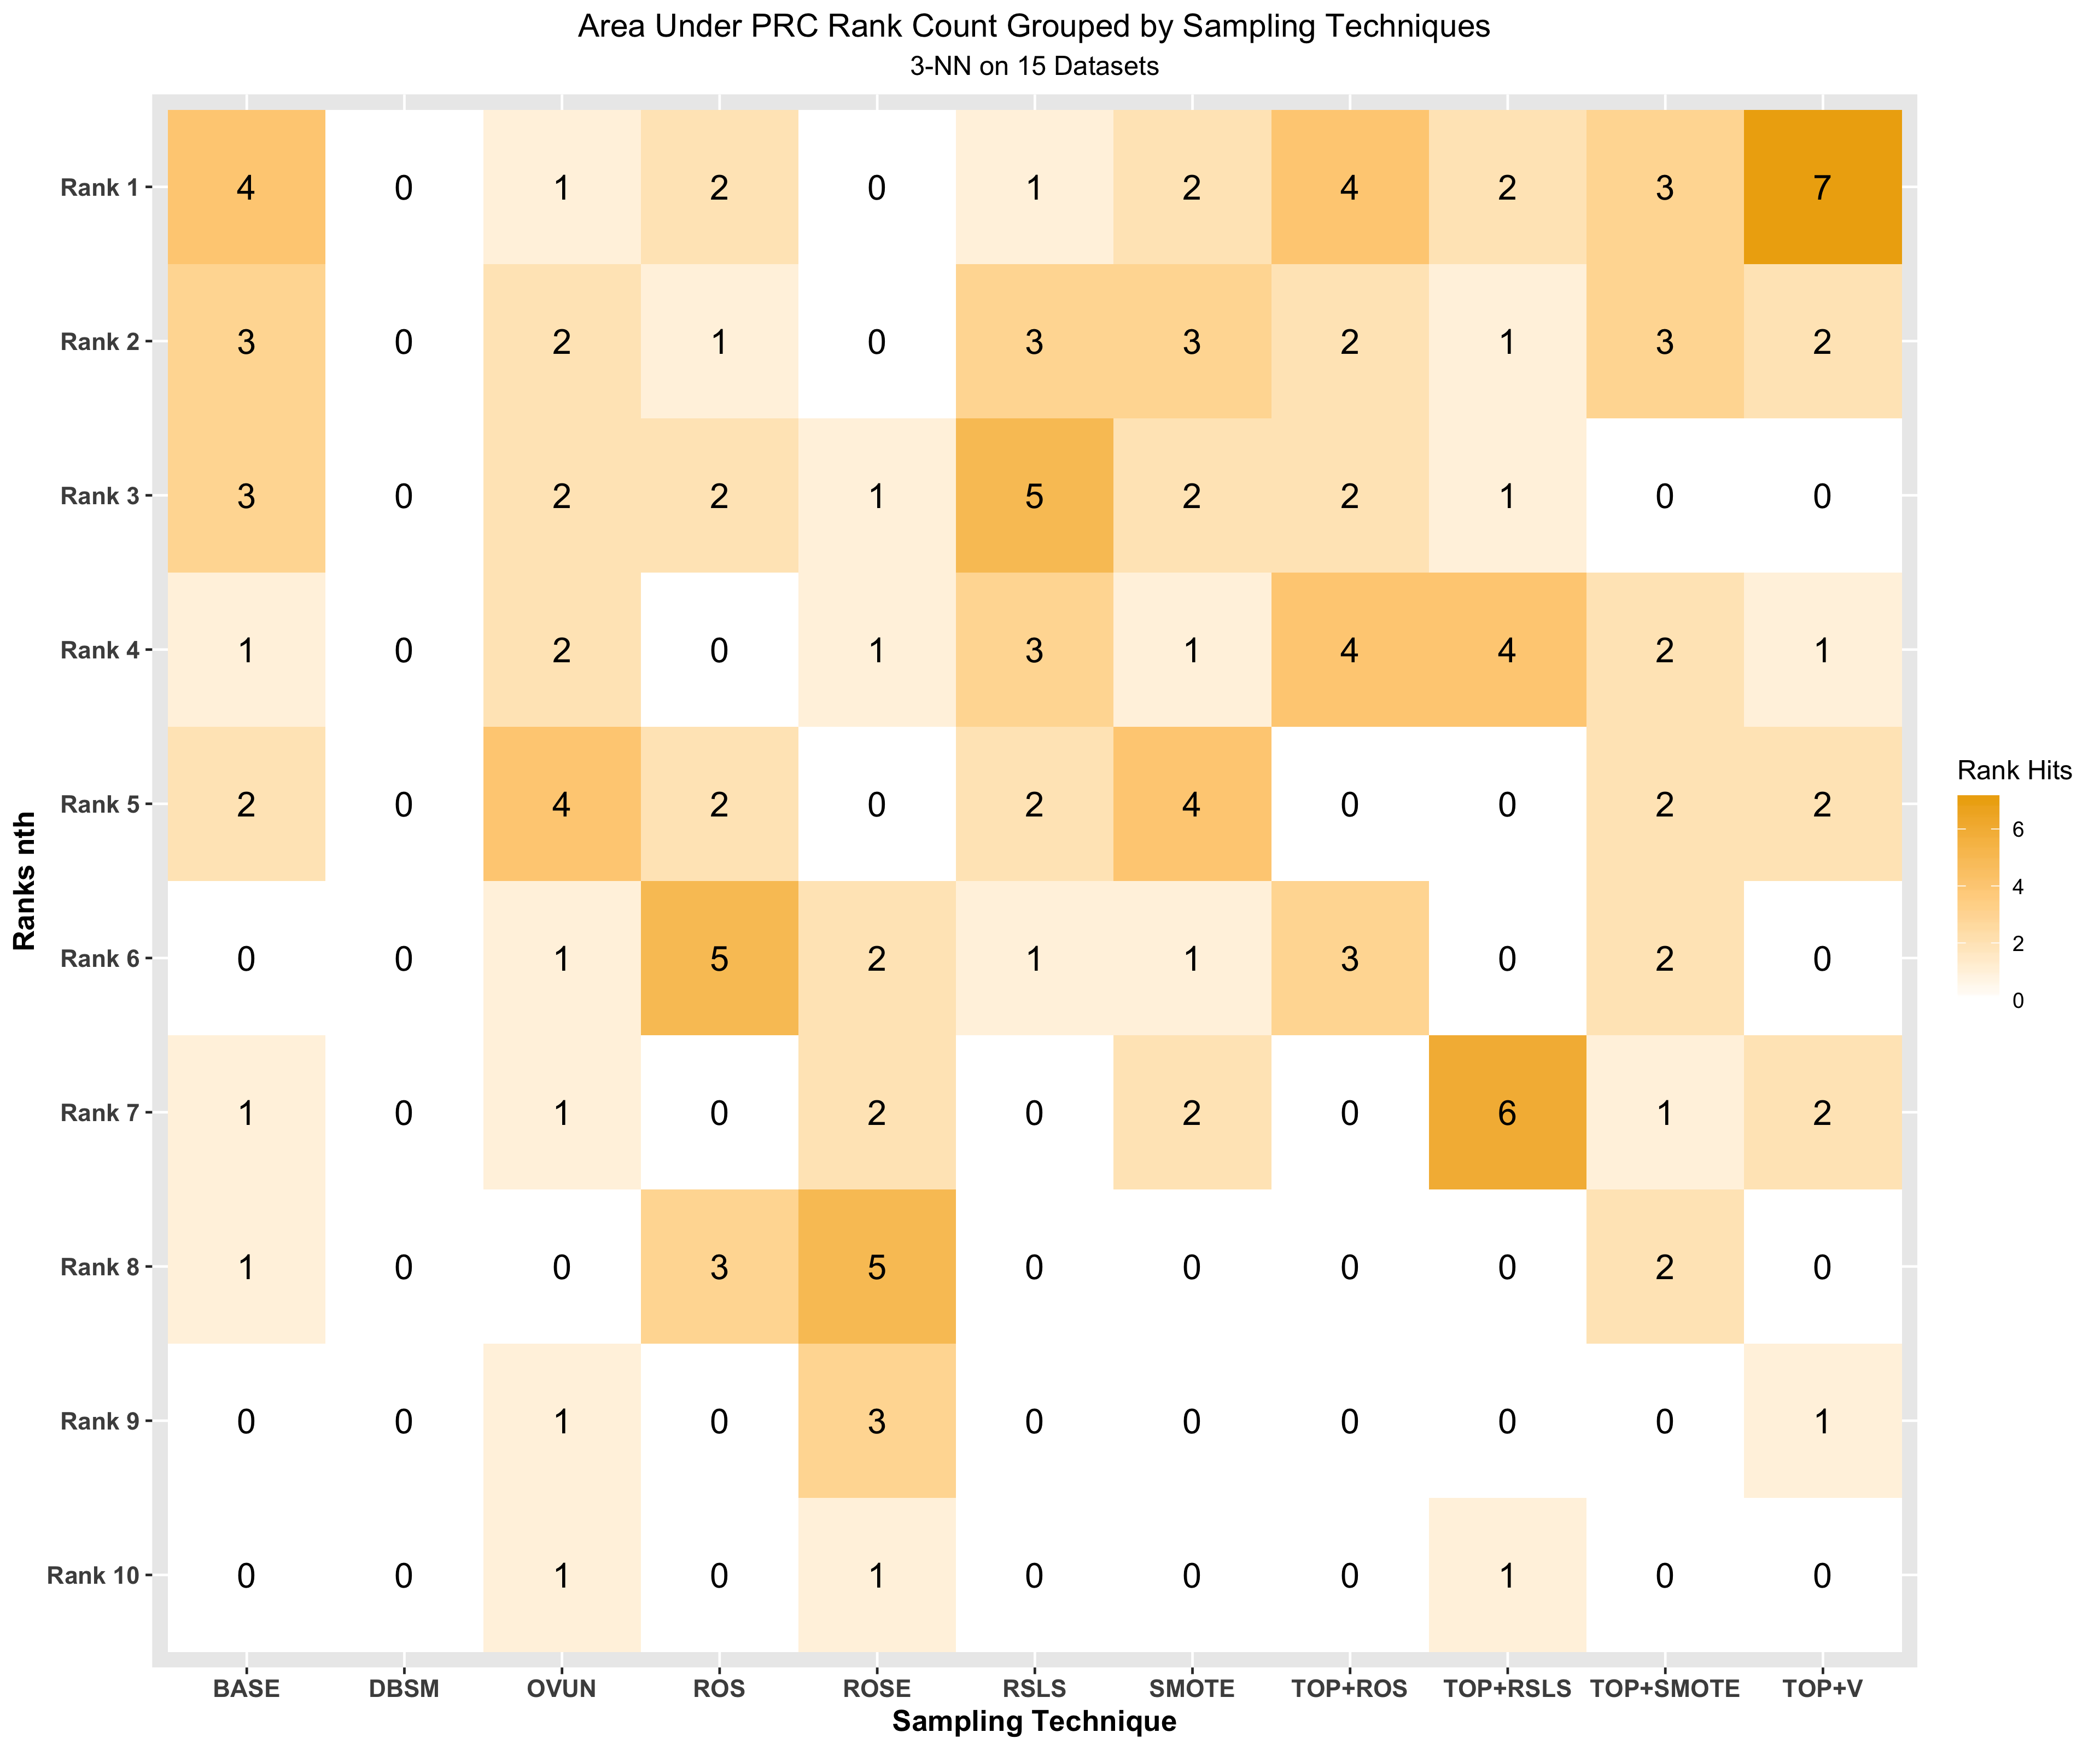 Area Under PRC Rank Count Grouped by Sampling Techniques
3-NN on 15 Datasets
Rank 1 4 0 1 2 0 1 2 4 2 3 7
Rank 2 3 0 2 1 0 3 3 2 1 3 2
Rank 3 3 0 2 2 1 5 2 2 1 0 0
Rank 4 1 0 2 0 1 3 1 4 4 2 1
Rank 5 2 0 4 2 0 2 4 0 0 2 2
Rank 6 0 0 1 5 2 1 1 3 0 2 0
Rank 7 1 0 1 0 2 0 2 0 6 1 2
Rank 8 1 0 0 3 5 0 0 0 0 2 0
Rank 9 0 0 1 0 3 0 0 0 0 0 1
Rank 10 0 0 1 0 1 0 0 0 1 0 0
BASE DBSM OVUN ROS ROSE RSLS SMOTE TOP+ROS TOP+RSLS TOP+SMOTE TOP+V
Sampling Technique
Ranks nth
Rank Hits
6
4
2
0